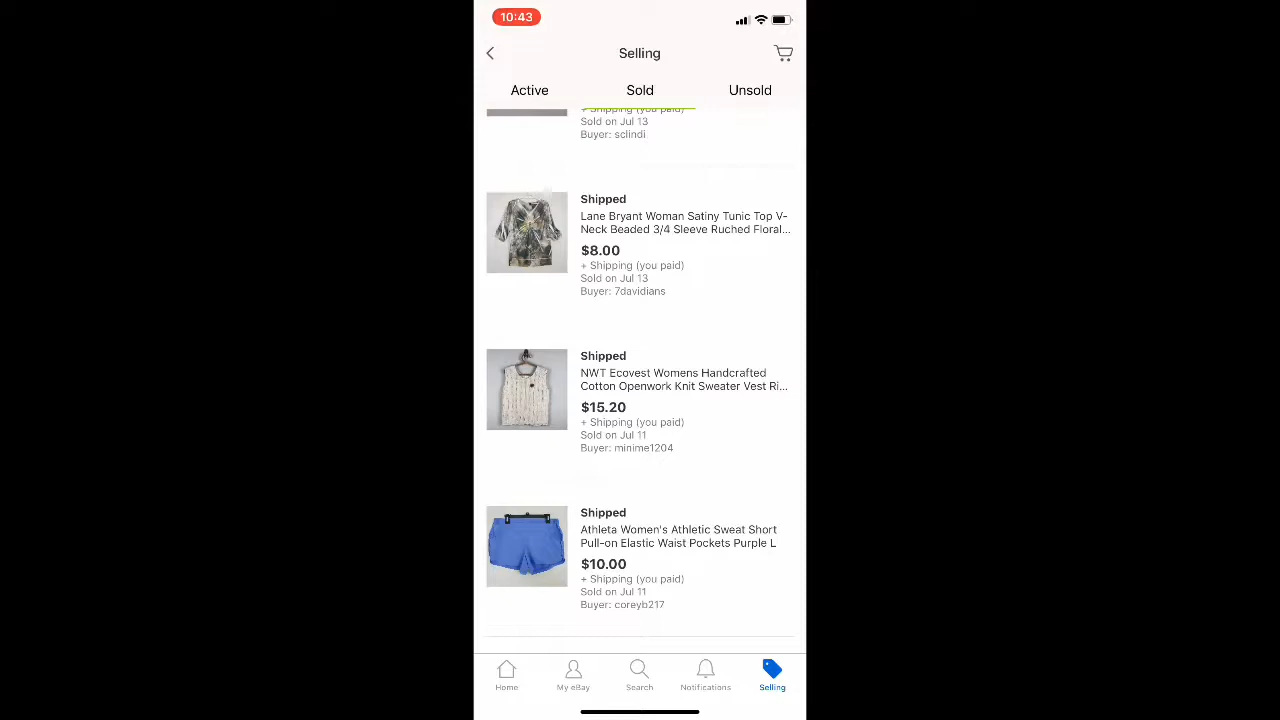 10:43
Selling
Active
Sold
Unsold
+ Shipping (you paid)
Sold on Jul 13
Buyer: sclindi
Shipped
Lane Bryant Woman Satiny Tunic Top V-
Neck Beaded 3/4 Sleeve Ruched Floral...
$8.00
+ Shipping (you paid)
Sold on Jul 13
Buyer: 7davidians
Shipped
NWT Ecovest Womens Handcrafted
Cotton Openwork Knit Sweater Vest Ri...
$15.20
+ Shipping (you paid)
Sold on Jul 11
Buyer: minime1204
Shipped
Athleta Women's Athletic Sweat Short
Pull-on Elastic Waist Pockets Purple L
$10.00
+ Shipping (you paid)
Sold on Jul 11
Buyer: coreyb217
Home
My eBay
Search
Notifications
Selling